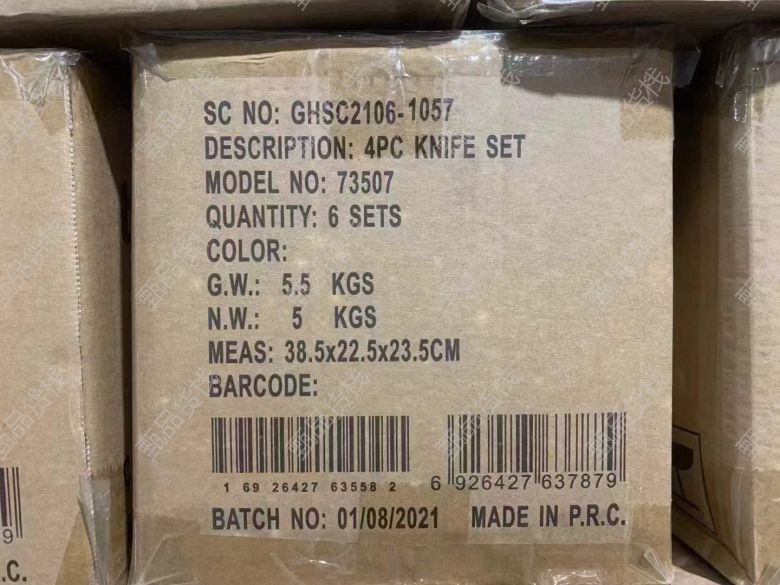 SC NO: GHSC2106-1057
DESCRIPTION: 4PC KNIFE SET
MODEL NO: 73507
QUANTITY: 6 SETS
COLOR:
G.W.: 5.5 KGS
N.W.: 5 KGS
MEAS: 38.5x22.5x23.5CM
BARCODE:
1 69 26427 63558 2
6 926427 637879
BATCH NO: 01/08/2021 MADE IN P.R.C.
9
.C.